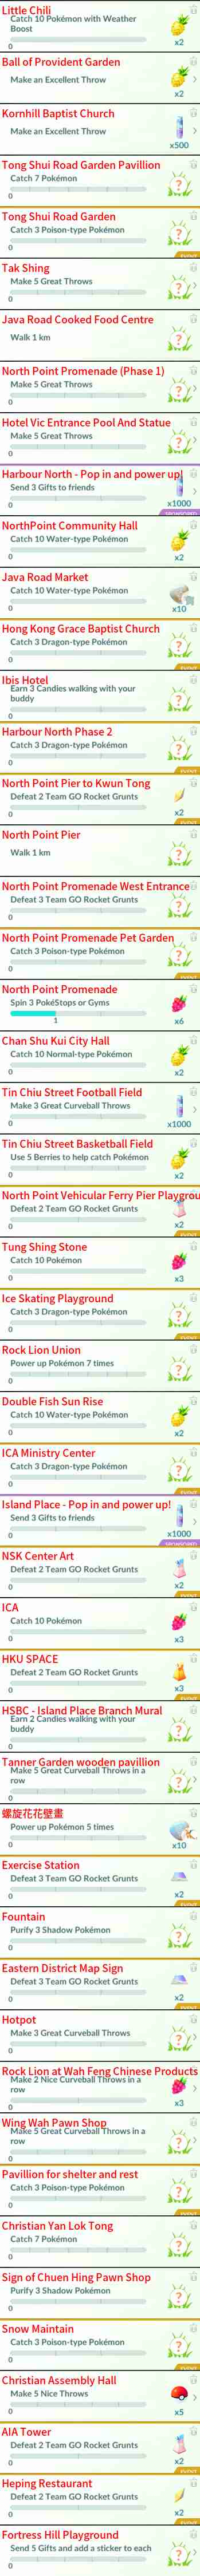 Little Chili
Catch 10 Pokémon with Weather
Boost
0
x2
Ball of Provident Garden
Make an Excellent Throw
x2
Kornhill Baptist Church
Make an Excellent Throw
x500
Tong Shui Road Garden Pavillion
Catch 7 Pokémon
0
Tong Shui Road Garden
Catch 3 Poison-type Pokémon
0
EVENT
Tak Shing
Make 5 Great Throws
0
Java Road Cooked Food Centre
Walk 1 km
North Point Promenade (Phase 1)
Make 5 Great Throws
0
Hotel Vic Entrance Pool And Statue
Make 5 Great Throws
0
Harbour North - Pop in and power up!
Send 3 Gifts to friends
0
x1000
SPONSORED
NorthPoint Community Hall
Catch 10 Water-type Pokémon
0
x2
Java Road Market
Catch 10 Water-type Pokémon
0
x10
Hong Kong Grace Baptist Church
Catch 3 Dragon-type Pokémon
0
EVENT
Ibis Hotel
Earn 3 Candies walking with your
buddy
0
Harbour North Phase 2
Catch 3 Dragon-type Pokémon
0
EVENT
North Point Pier to Kwun Tong
Defeat 2 Team GO Rocket Grunts
0
x2
EVENT
North Point Pier
Walk 1 km
North Point Promenade West Entrance
Defeat 3 Team GO Rocket Grunts
0
North Point Promenade Pet Garden
Catch 3 Poison-type Pokémon
0
EVENT
North Point Promenade
Spin 3 PokéStops or Gyms
1
x6
Chan Shu Kui City Hall
Catch 10 Normal-type Pokémon
0
x2
Tin Chiu Street Football Field
Make 3 Great Curveball Throws
0
x1000
Tin Chiu Street Basketball Field
Use 5 Berries to help catch Pokémon
0
x2
North Point Vehicular Ferry Pier Playgrou
Defeat 2 Team GO Rocket Grunts
0
x2
EVENT
Tung Shing Stone
Catch 10 Pokémon
0
x3
Ice Skating Playground
Catch 3 Dragon-type Pokémon
0
EVENT
Rock Lion Union
Power up Pokémon 7 times
0
Double Fish Sun Rise
Catch 10 Water-type Pokémon
0
x2
ICA Ministry Center
Catch 3 Dragon-type Pokémon
0
EVENT
Island Place - Pop in and power up!
Send 3 Gifts to friends
0
x1000
SPONSORED
NSK Center Art
Defeat 2 Team GO Rocket Grunts
0
x2
EVENT
ICA
Catch 10 Pokémon
0
x3
HKU SPACE
Defeat 2 Team GO Rocket Grunts
0
x3
EVENT
HSBC - Island Place Branch Mural
Earn 2 Candies walking with your
buddy
0
Tanner Garden wooden pavillion
Make 5 Great Curveball Throws in a
row
0
螺旋花花壁畫
Power up Pokémon 5 times
0
x10
Exercise Station
Defeat 3 Team GO Rocket Grunts
0
x2
EVENT
Fountain
Purify 3 Shadow Pokémon
0
Eastern District Map Sign
Defeat 3 Team GO Rocket Grunts
0
x2
EVENT
Hotpot
Make 3 Great Curveball Throws
0
Rock Lion at Wah Feng Chinese Products
Make 2 Nice Curveball Throws in a
row
0
x3
Wing Wah Pawn Shop
Make 5 Great Curveball Throws in a
row
0
Pavillion for shelter and rest
Catch 3 Poison-type Pokémon
0
EVENT
Christian Yan Lok Tong
Catch 7 Pokémon
0
Sign of Chuen Hing Pawn Shop
Purify 3 Shadow Pokémon
0
Snow Maintain
Catch 3 Poison-type Pokémon
0
EVENT
Christian Assembly Hall
Make 5 Nice Throws
0
x5
AIA Tower
Defeat 2 Team GO Rocket Grunts
0
x2
EVENT
Heping Restaurant
Defeat 2 Team GO Rocket Grunts
0
x2
EVENT
Fortress Hill Playground
Send 5 Gifts and add a sticker to each
0